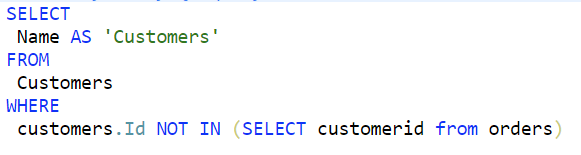 SELECT
Name AS 'Customers'
FROM
Customers
WHERE
customers.Id NOT IN (SELECT customerid from orders)